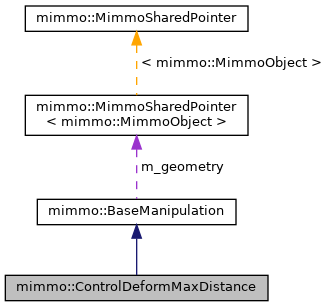 mimmo::MimmoSharedPointer
< mimmo::MimmoObject >
mimmo::MimmoSharedPointer
< mimmo::MimmoObject >
m_geometry
mimmo::BaseManipulation
mimmo::ControlDeformMaxDistance